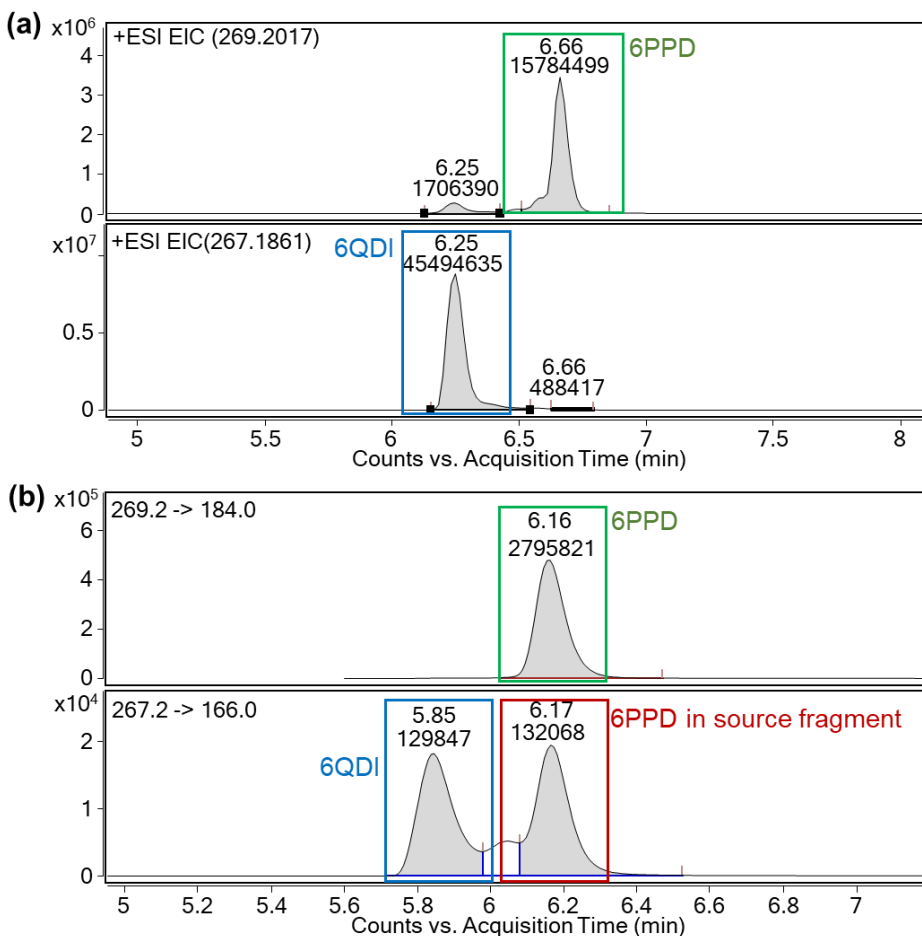 (a)
x10⁶
+ESI EIC (269.2017)
6.66
15784499
6PPD
4
3
2
1
0
6.25
1706390
x10⁷
+ESI EIC(267.1861)
6QDI
6.25
45494635
0.5
0
6.66
488417
5 5.5 6 6.5 7 7.5 8
Counts vs. Acquisition Time (min)
(b)
x10⁵
269.2 -> 184.0
6.16
2795821
6PPD
6
4
2
0
x10⁴
267.2 -> 166.0
5.85
129847
6QDI
6.17
132068
6PPD in source fragment
2
1
0
5 5.2 5.4 5.6 5.8 6 6.2 6.4 6.6 6.8 7
Counts vs. Acquisition Time (min)